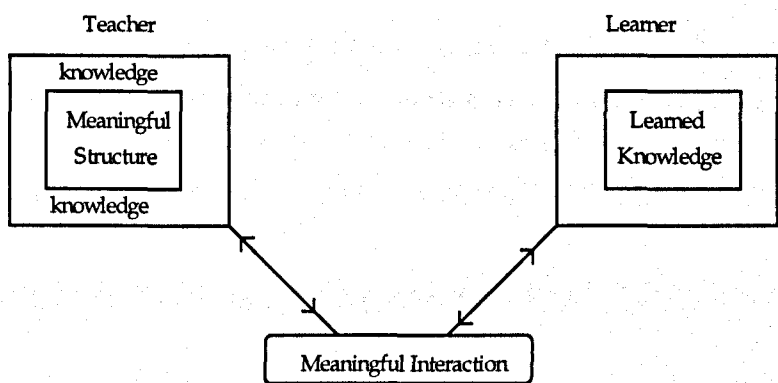 Teacher
Learner
knowledge
Meaningful
Structure
knowledge
Learned
Knowledge
Meaningful Interaction